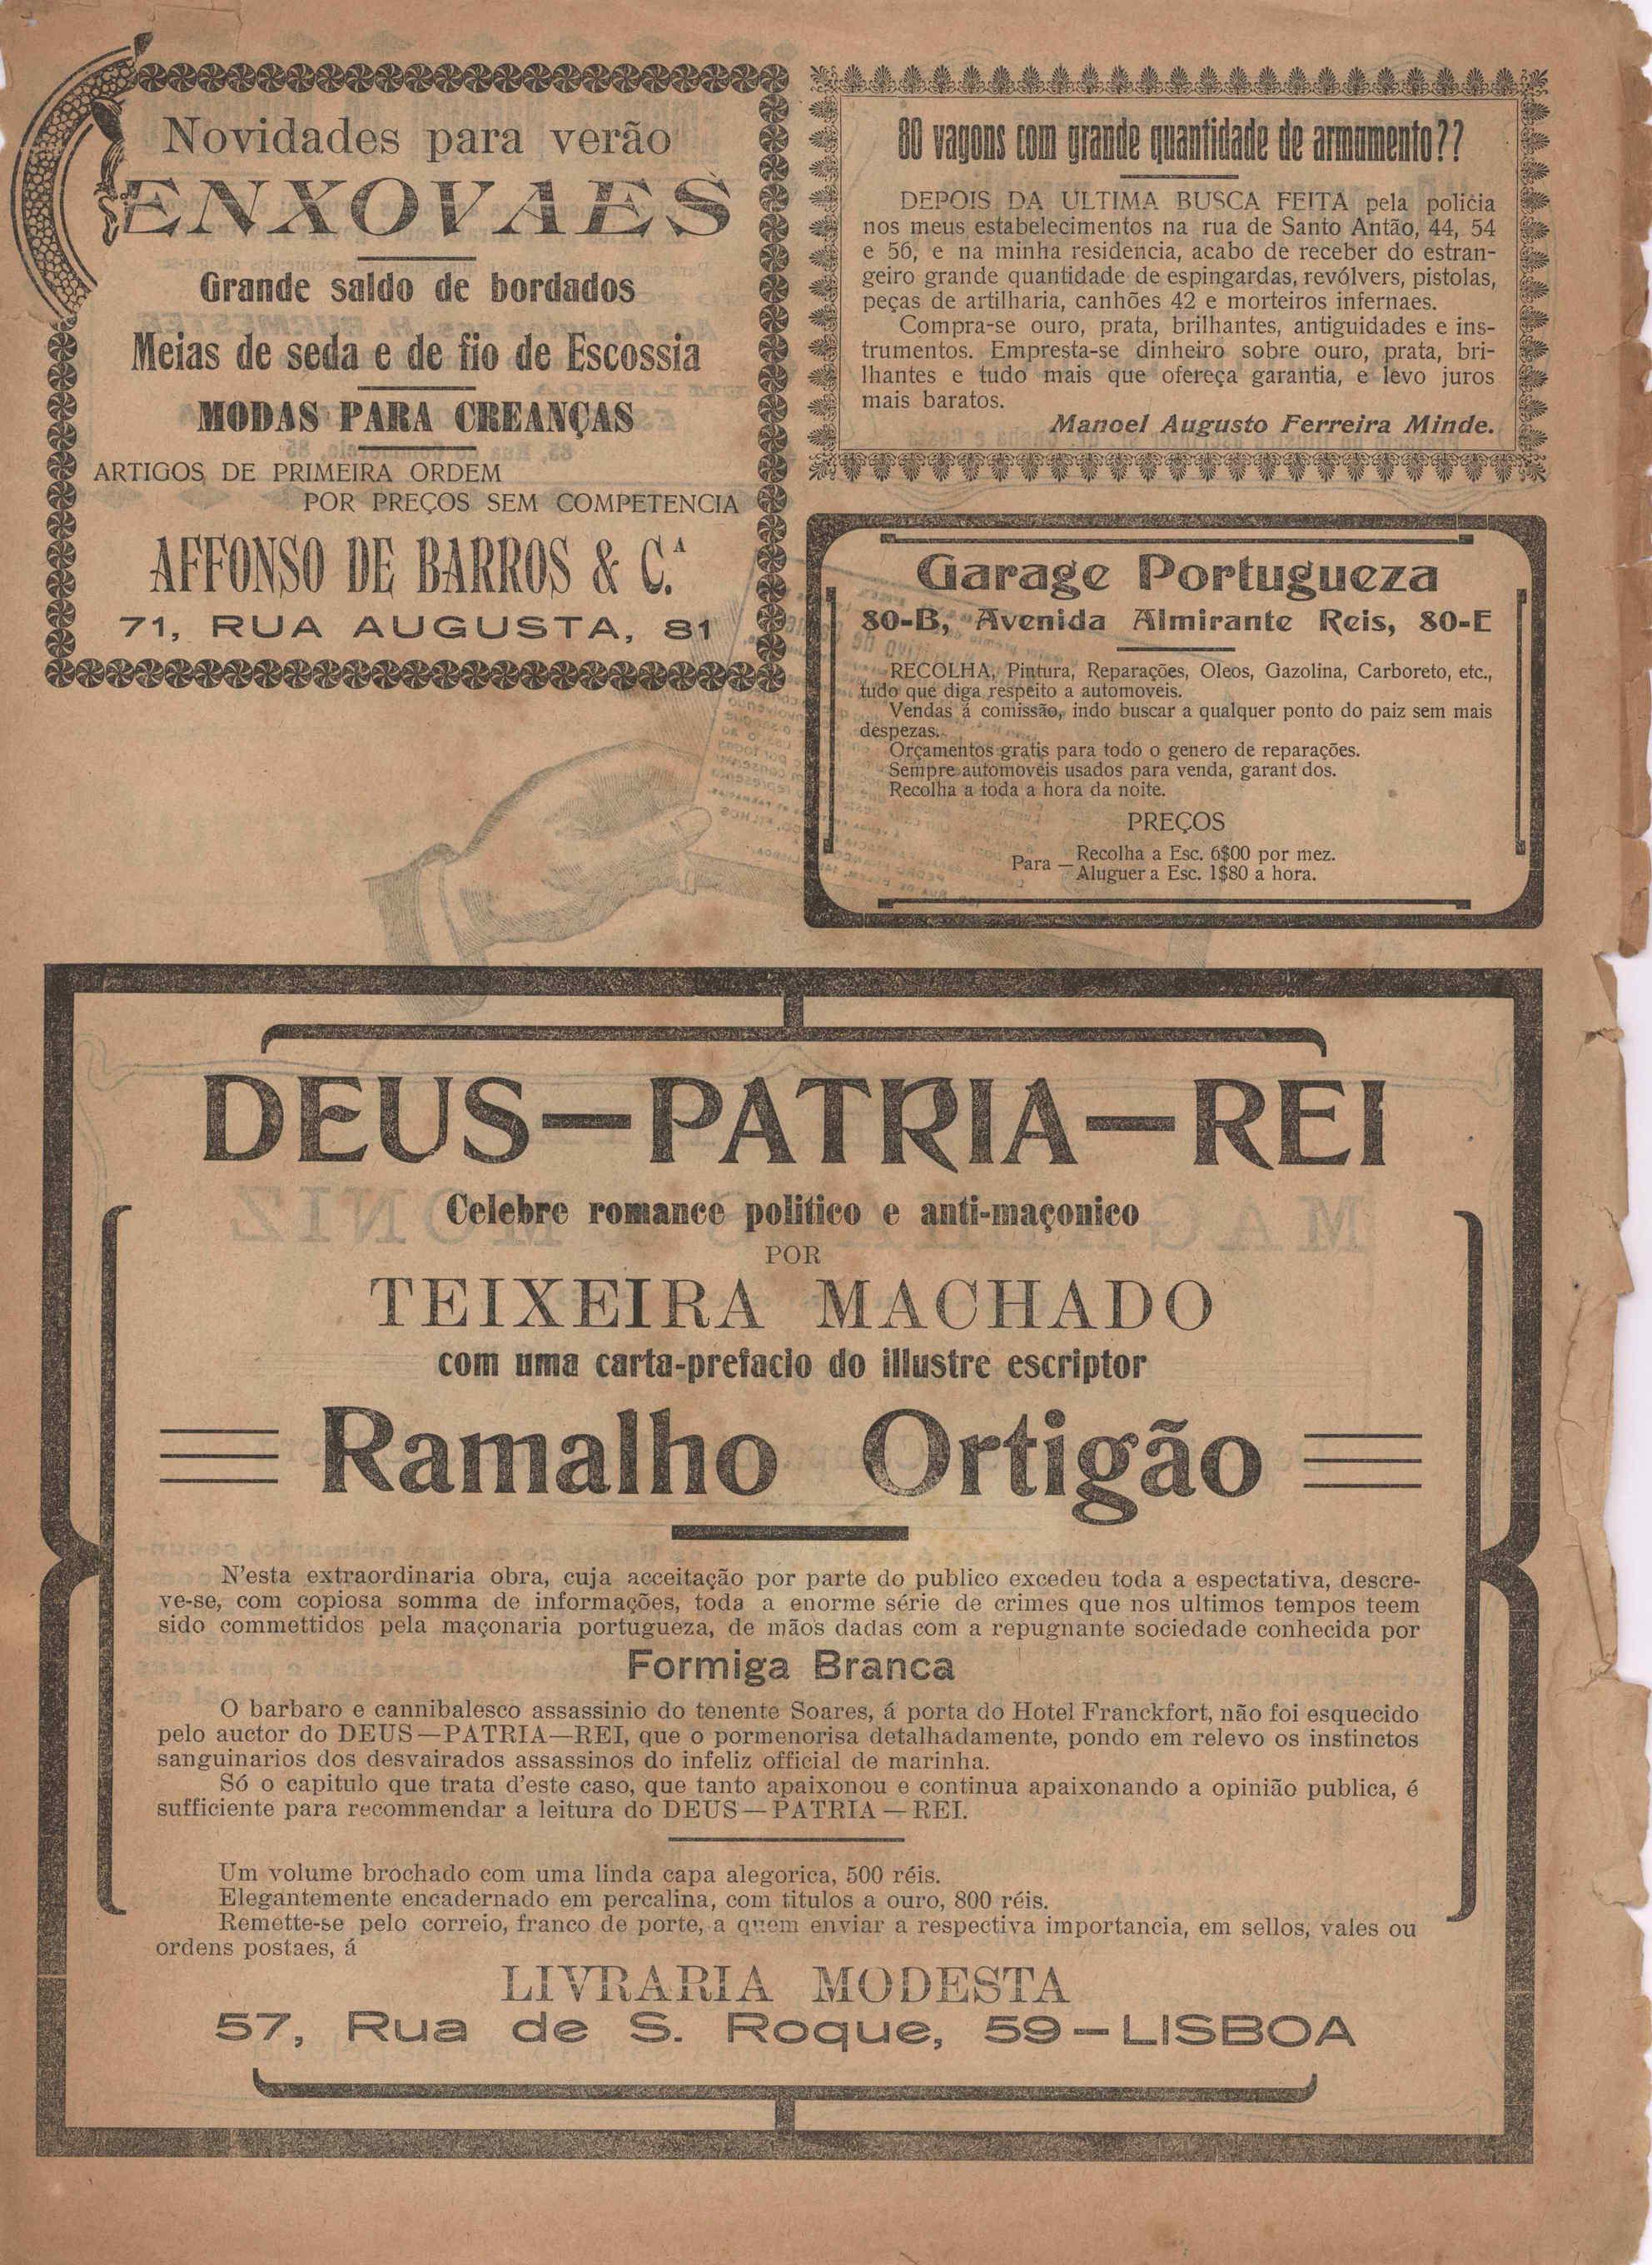 Novidades para verão
ENXOVAES
Grande saldo de bordados
Meias de seda e de fio de Escossia
MODAS PARA CREANÇAS
ARTIGOS DE PRIMEIRA ORDEM
POR PREÇOS SEM COMPETENCIA
AFFONSO DE BARROS & C.ᴬ
71, RUA AUGUSTA, 81
80 vagons com grande quantidade de armamento??
DEPOIS DA ULTIMA BUSCA FEITA pela policia
nos meus estabelecimentos na rua de Santo Antão, 44, 54
e 56, e na minha residencia, acabo de receber do estran-
geiro grande quantidade de espingardas, revólvers, pistolas,
peças de artilharia, canhões 42 e morteiros infernaes.
Compra-se ouro, prata, brilhantes, antiguidades e ins-
trumentos. Empresta-se dinheiro sobre ouro, prata, bri-
lhantes e tudo mais que ofereça garantia, e levo juros
mais baratos.
Manoel Augusto Ferreira Minde.
Garage Portugueza
80-B, Avenida Almirante Reis, 80-E
RECOLHA, Pintura, Reparações, Oleos, Gazolina, Carboreto, etc.,
tudo que diga respeito a automoveis.
Vendas á comissão, indo buscar a qualquer ponto do paiz sem mais
despezas.
Orçamentos gratis para todo o genero de reparações.
Sempre automoveis usados para venda, garant dos.
Recolha a toda a hora da noite.
PREÇOS
Para — Recolha a Esc. 6$00 por mez.
Aluguer a Esc. 1$80 a hora.
DEUS—PATRIA—REI
Celebre romance politico e anti-maçonico
POR
TEIXEIRA MACHADO
com uma carta-prefacio do illustre escriptor
Ramalho Ortigão
N'esta extraordinaria obra, cuja acceitação por parte do publico excedeu toda a espectativa, descre-
ve-se, com copiosa somma de informações, toda a enorme série de crimes que nos ultimos tempos teem
sido commettidos pela maçonaria portugueza, de mãos dadas com a repugnante sociedade conhecida por
Formiga Branca
O barbaro e cannibalesco assassinio do tenente Soares, á porta do Hotel Franckfort, não foi esquecido
pelo auctor do DEUS—PATRIA—REI, que o pormenorisa detalhadamente, pondo em relevo os instinctos
sanguinarios dos desvairados assassinos do infeliz official de marinha.
Só o capitulo que trata d'este caso, que tanto apaixonou e continua apaixonando a opinião publica, é
sufficiente para recommendar a leitura do DEUS—PATRIA—REI.
Um volume brochado com uma linda capa alegorica, 500 réis.
Elegantemente encadernado em percalina, com titulos a ouro, 800 réis.
Remette-se pelo correio, franco de porte, a quem enviar a respectiva importancia, em sellos, vales ou
ordens postaes, á
LIVRARIA MODESTA
57, Rua de S. Roque, 59—LISBOA